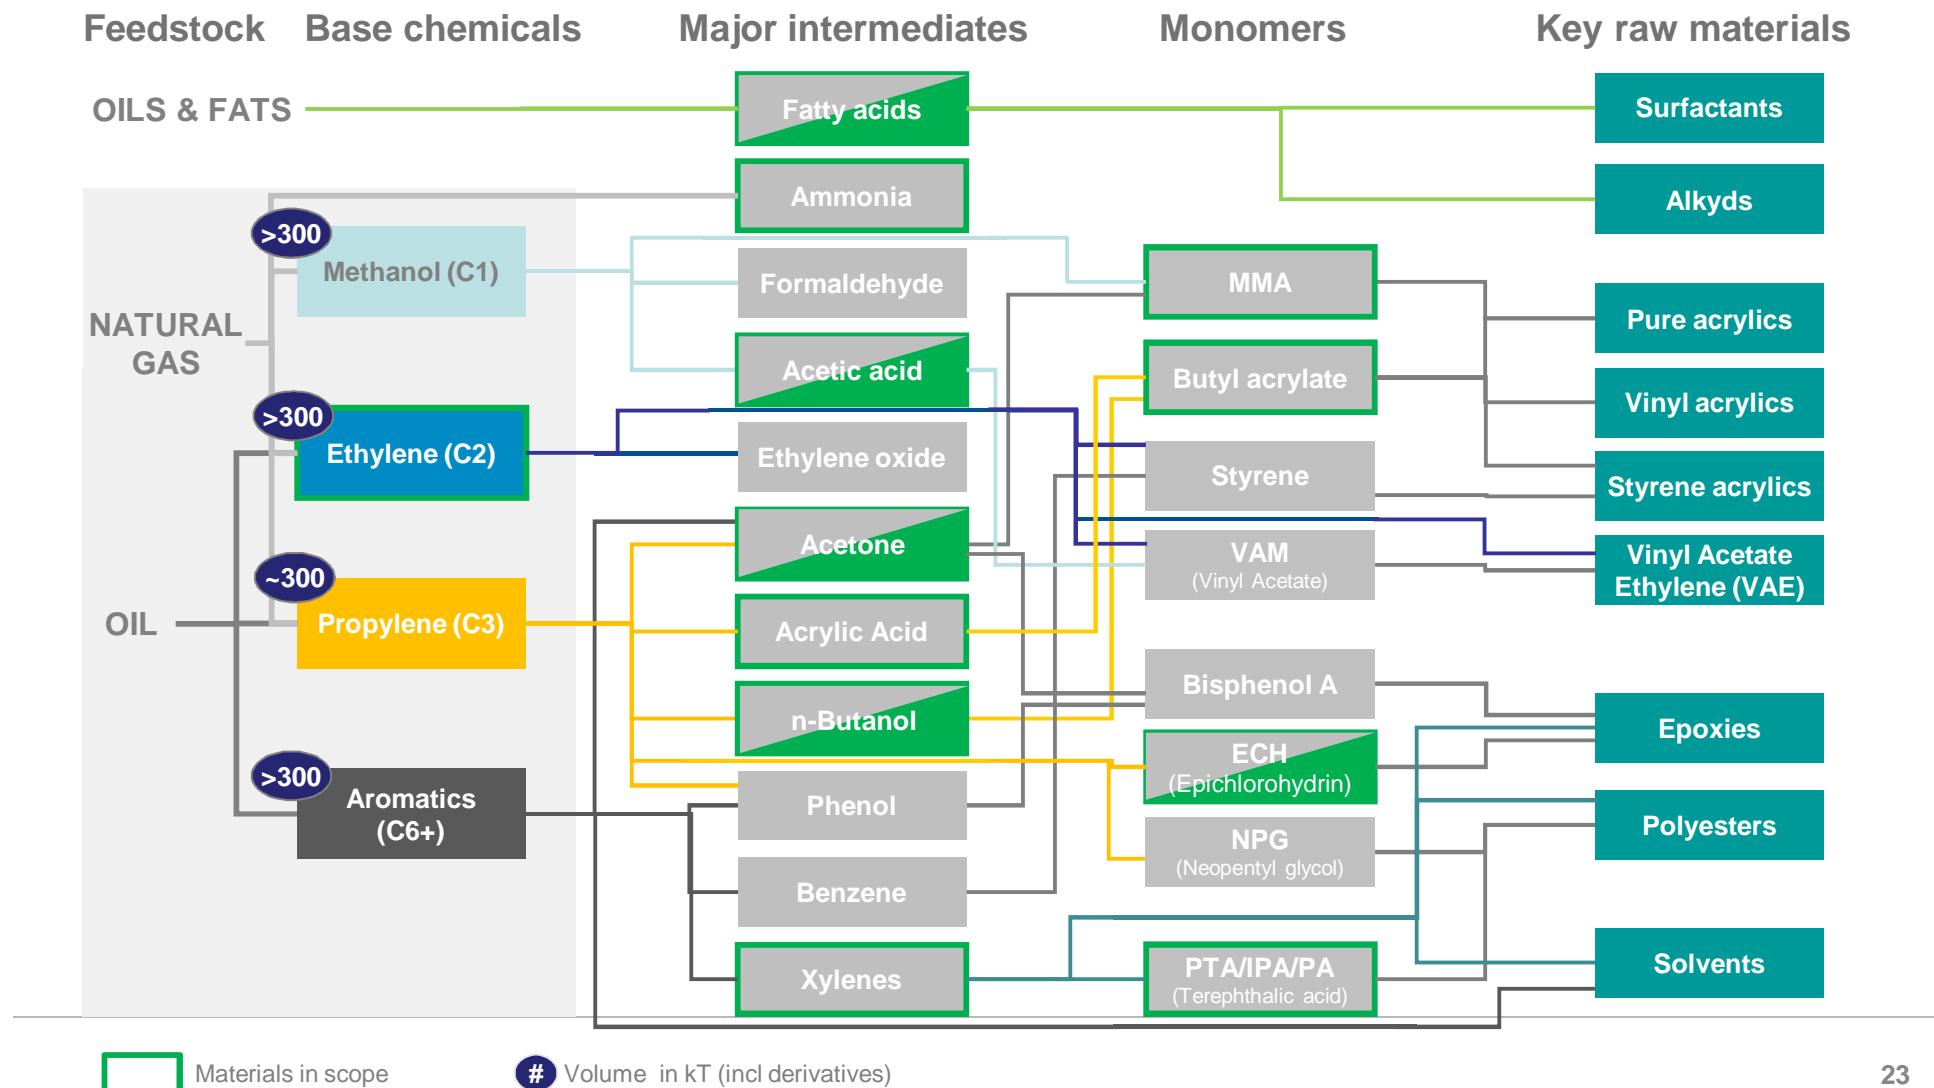 Feedstock
Base chemicals
Major intermediates
Monomers
Key raw materials
OILS & FATS
Fatty acids
Surfactants
Ammonia
Alkyds
>300
Methanol (C1)
Formaldehyde
MMA
Pure acrylics
NATURAL
GAS
Acetic acid
Butyl acrylate
Vinyl acrylics
>300
Ethylene (C2)
Ethylene oxide
Styrene
Styrene acrylics
Acetone
VAM
(Vinyl Acetate)
Vinyl Acetate
Ethylene (VAE)
~300
OIL
Propylene (C3)
Acrylic Acid
Bisphenol A
n-Butanol
Epoxies
ECH
(Epichlorohydrin)
>300
Aromatics
(C6+)
Phenol
NPG
(Neopentyl glycol)
Polyesters
Benzene
Xylenes
PTA/IPA/PA
(Terephthalic acid)
Solvents
Materials in scope
# Volume in kT (incl derivatives)
23